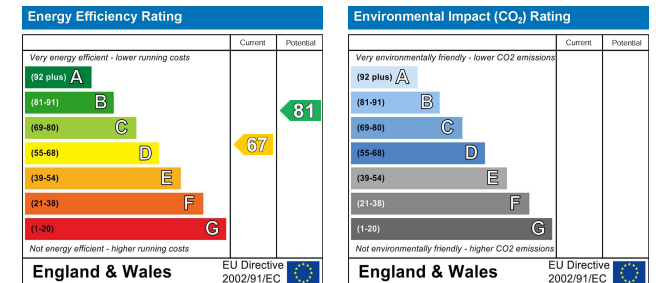 Energy Efficiency Rating
Current Potential
Very energy efficient - lower running costs
(92 plus) A
(81-91) B
81
(69-80) C
(55-68) D
67
(39-54) E
(21-38) F
(1-20) G
Not energy efficient - higher running costs
England & Wales
EU Directive
2002/91/EC
Environmental Impact (CO₂) Rating
Current Potential
Very environmentally friendly - lower CO2 emissions
(92 plus) A
(81-91) B
(69-80) C
(55-68) D
(39-54) E
(21-38) F
(1-20) G
Not environmentally friendly - higher CO2 emissions
England & Wales
EU Directive
2002/91/EC